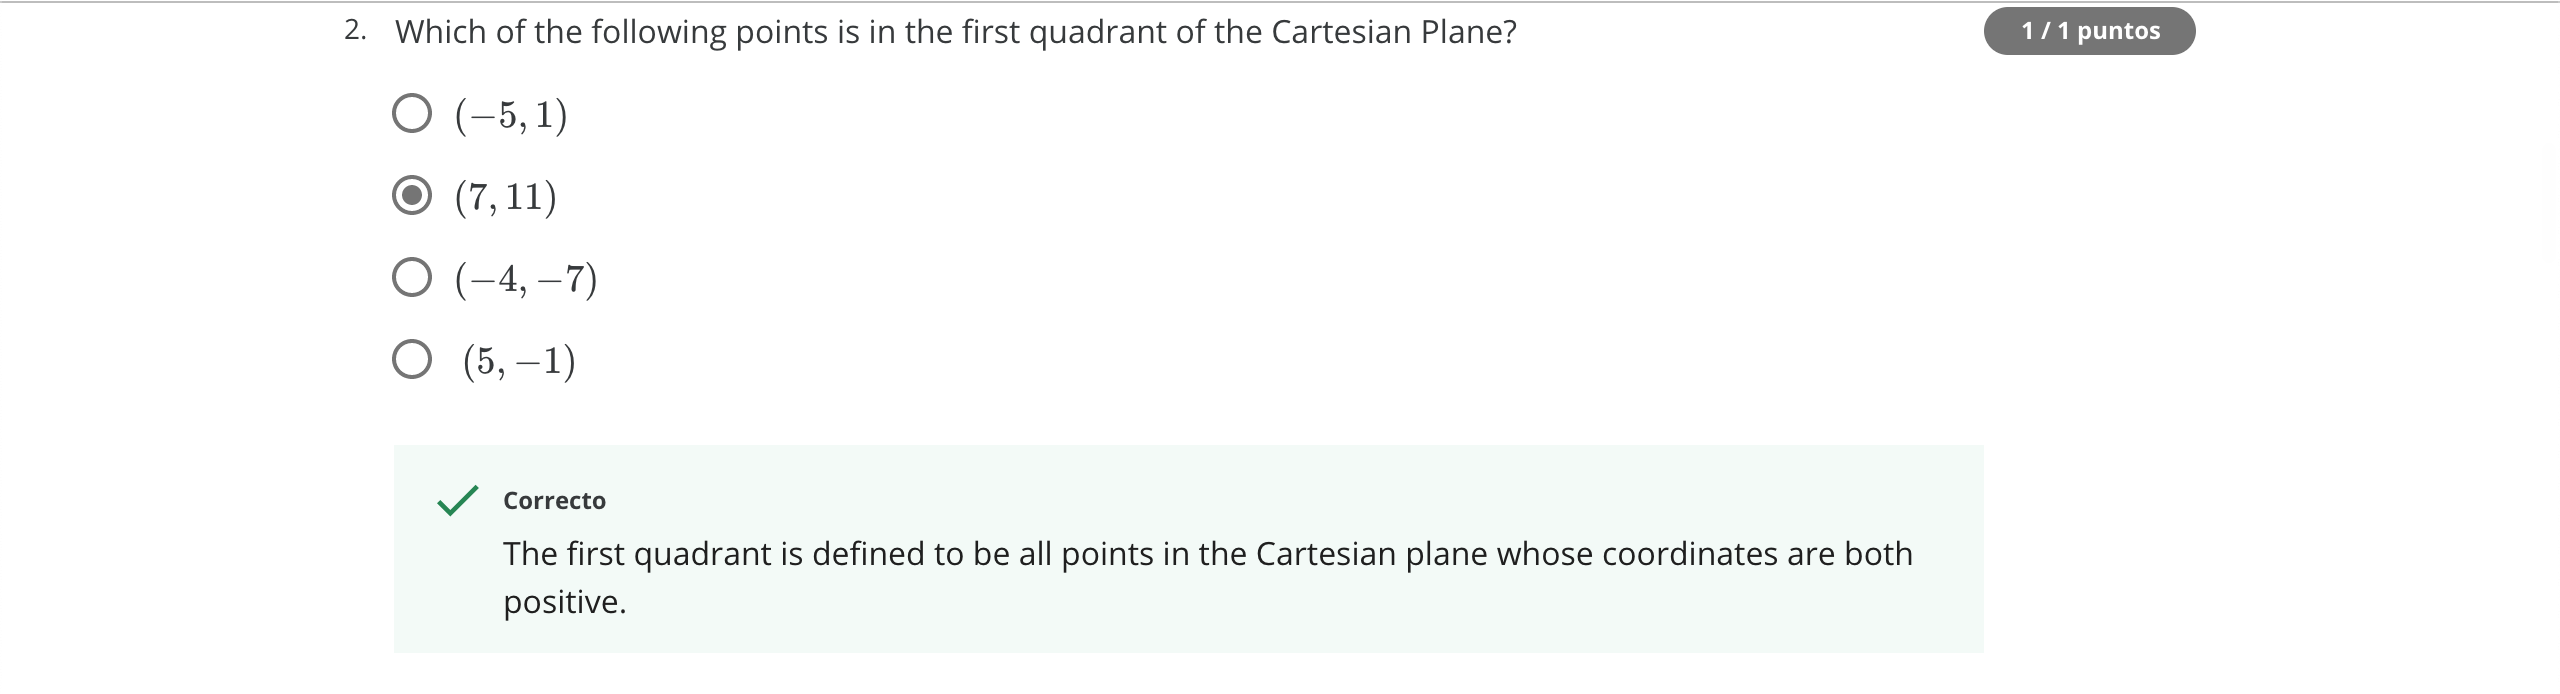 2. Which of the following points is in the first quadrant of the Cartesian Plane?
1 / 1 puntos
(−5, 1)
(7, 11)
(−4, −7)
(5, −1)
Correcto
The first quadrant is defined to be all points in the Cartesian plane whose coordinates are both
positive.